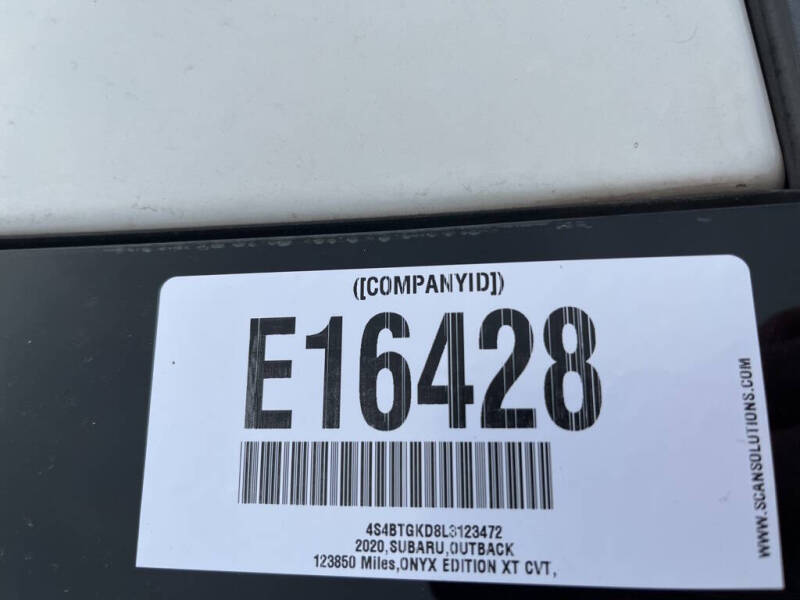 ([COMPANYID])
E16428
4S4BTGKD8L3123472
2020,SUBARU,OUTBACK
123850 Miles,ONYX EDITION XT CVT,
WWW.SCANSOLUTIONS.COM